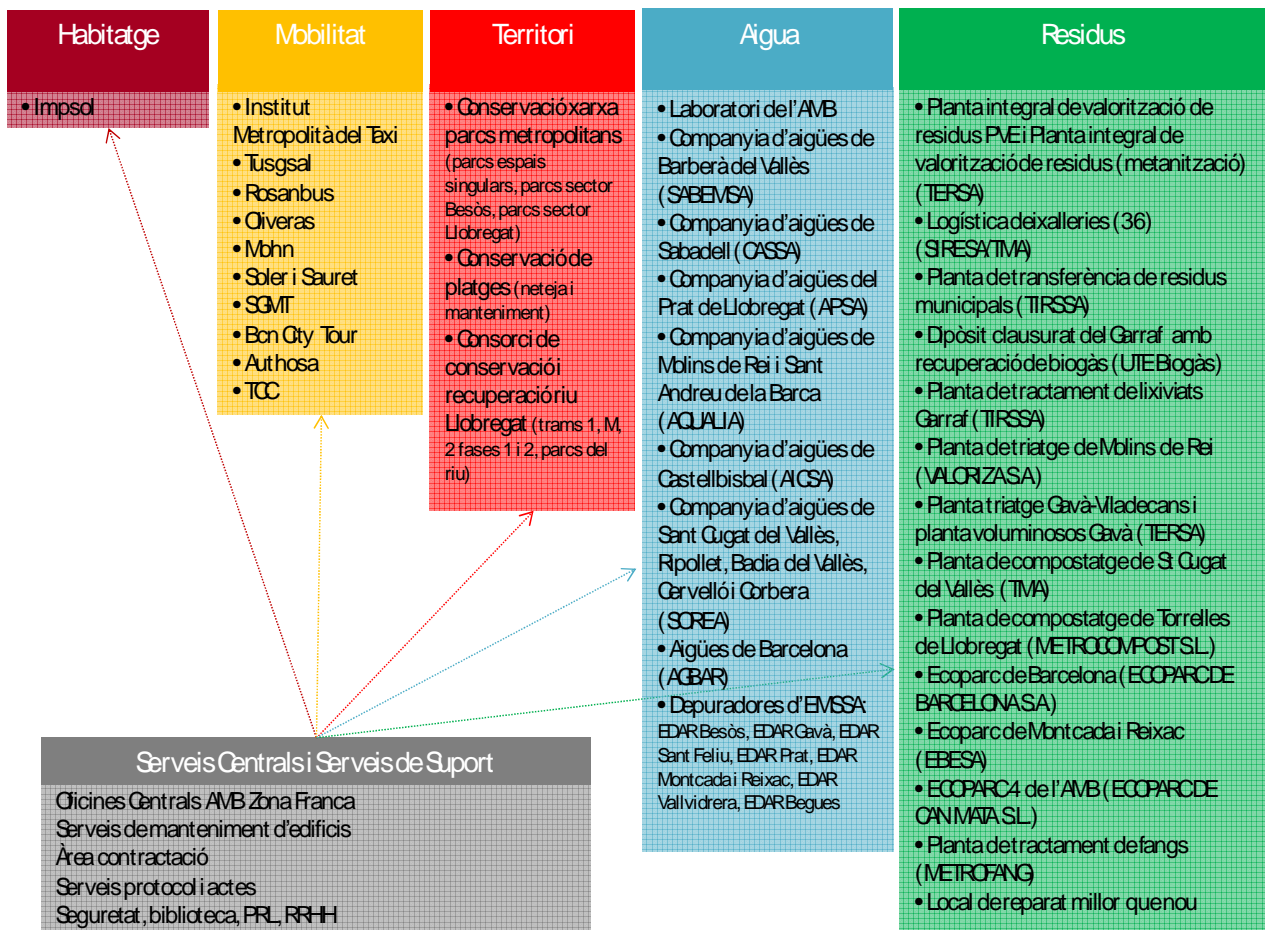 Habitatge
• Impsol
Mobilitat
• Institut
Metropolità del Taxi
• Tusgsal
• Rosanbus
• Oliveras
• Mohn
• Soler i Sauret
• SGMT
• Bcn City Tour
• Authosa
• TCC
Territori
• Conservació xarxa
parcs metropolitans
(parcs espais
singulars, parcs sector
Besòs, parcs sector
Llobregat)
• Conservació de
platges (neteja i
manteniment)
• Consorci de
conservació i
recuperació riu
Llobregat (trams 1, M,
2 fases 1 i 2, parcs del
riu)
Aigua
• Laboratori de l'AMB
• Companyia d'aigües de
Barberà del Vallès
(SABEMSA)
• Companyia d'aigües de
Sabadell (CASSA)
• Companyia d'aigües del
Prat de Llobregat (APSA)
• Companyia d'aigües de
Molins de Rei i Sant
Andreu de la Barca
(AQUALIA)
• Companyia d'aigües de
Castellbisbal (AICSA)
• Companyia d'aigües de
Sant Cugat del Vallès,
Ripollet, Badia del Vallès,
Cervelló i Corbera
(SOREA)
• Aigües de Barcelona
(AGBAR)
• Depuradores d'EMSSA:
EDAR Besòs, EDAR Gavà, EDAR
Sant Feliu, EDAR Prat, EDAR
Montcada i Reixac, EDAR
Vallvidrera, EDAR Begues
Residus
• Planta integral de valorització de
residus PVE i Planta integral de
valorització de residus (metanització)
(TERSA)
• Logística deixalleries (36)
(SIRESA/TMA)
• Planta de transferència de residus
municipals (TIRSSA)
• Dipòsit clausurat del Garraf amb
recuperació de biogàs (UTE Biogàs)
• Planta de tractament de lixiviats
Garraf (TIRSSA)
• Planta de triatge de Molins de Rei
(VALORIZA S.A.)
• Planta triatge Gavà-Viladecans i
planta voluminosos Gavà (TERSA)
• Planta de compostatge de St Cugat
del Vallès (TMA)
• Planta de compostatge de Torrelles
de Llobregat (METROCOMPOST S.L.)
• Ecoparc de Barcelona (ECOPARC DE
BARCELONA S.A.)
• Ecoparc de Montcada i Reixac
(EBESA)
• ECOPARC 4 de l'AMB (ECOPARC DE
CAN MATA S.L.)
• Planta de tractament de fangs
(METROFANG)
• Local de reparat millor que nou
Serveis Centrals i Serveis de Suport
Oficines Centrals AMB Zona Franca
Serveis de manteniment d'edificis
Àrea contractació
Serveis protocol i actes
Seguretat, biblioteca, PRL, RRHH